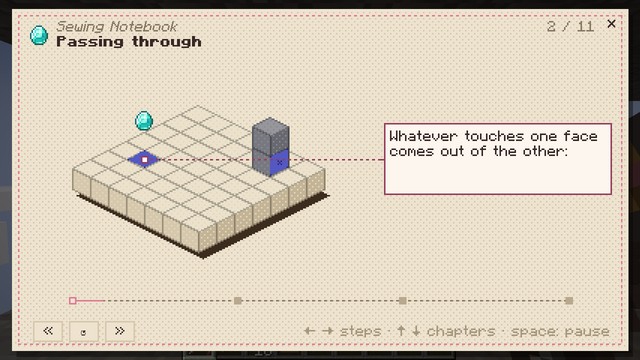 Sewing Notebook
2 / 11
Passing through
Whatever touches one face
comes out of the other:
← → steps · ↑ ↓ chapters · space: pause